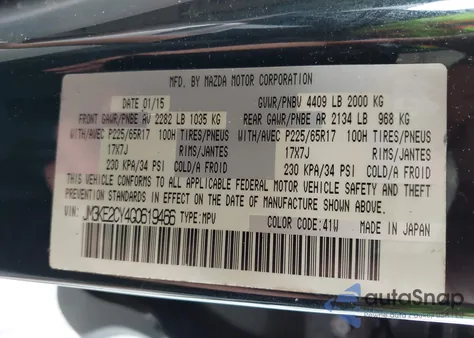 MFD. BY MAZDA MOTOR CORPORATION
DATE 01/15 GVWR/PNBV 4409 LB 2000 KG
FRONT GAWR/PNBE AV 2282 LB 1035 KG REAR GAWR/PNBE AR 2134 LB 968 KG
WITH/AVEC P225/65R17 100H TIRES/PNEUS WITH/AVEC P225/65R17 100H TIRES/PNEUS
17X7J RIMS/JANTES 17X7J RIMS/JANTES
230 KPA/34 PSI COLD/A FROID 230 KPA/34 PSI COLD/A FROID
THIS VEHICLE CONFORMS TO ALL APPLICABLE FEDERAL MOTOR VEHICLE SAFETY AND THEFT
PREVENTION STANDARDS IN EFFECT ON THE DATE OF MANUFACTURE SHOWN ABOVE.
VIN: JM3KE2CY4G0619466 TYPE: MPV COLOR CODE: 41W MADE IN JAPAN
autoSnap